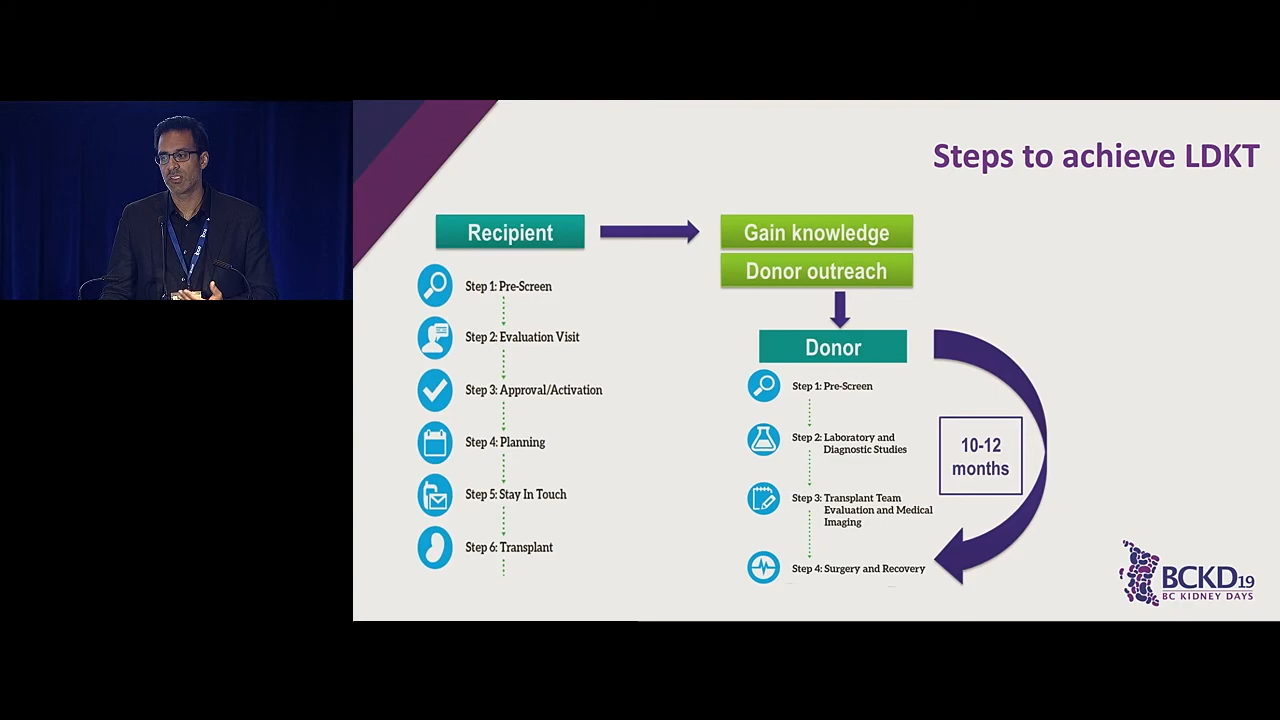 Steps to achieve LDKT
Recipient
Step 1: Pre-Screen
Step 2: Evaluation Visit
Step 3: Approval/Activation
Step 4: Planning
Step 5: Stay In Touch
Step 6: Transplant
Gain knowledge
Donor outreach
Donor
Step 1: Pre-Screen
Step 2: Laboratory and
Diagnostic Studies
Step 3: Transplant Team
Evaluation and Medical
Imaging
Step 4: Surgery and Recovery
10-12
months
BCKD19
BC KIDNEY DAYS